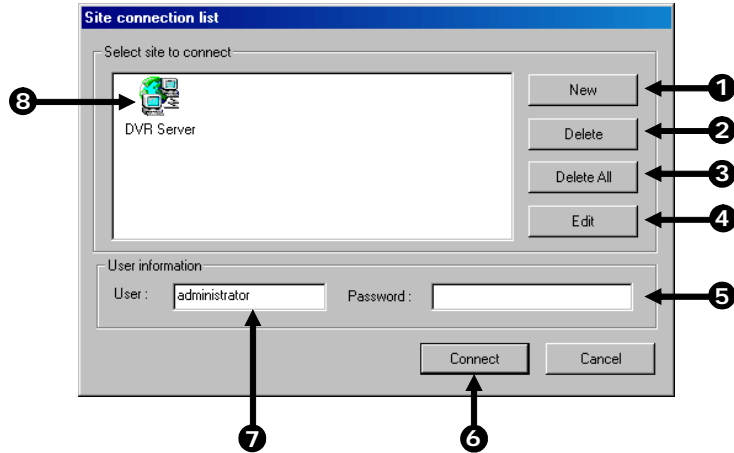 Site connection list
Select site to connect
8
DVR Server
New
1
Delete
2
Delete All
3
Edit
4
User information
User :
administrator
Password :
5
Connect
Cancel
7
6